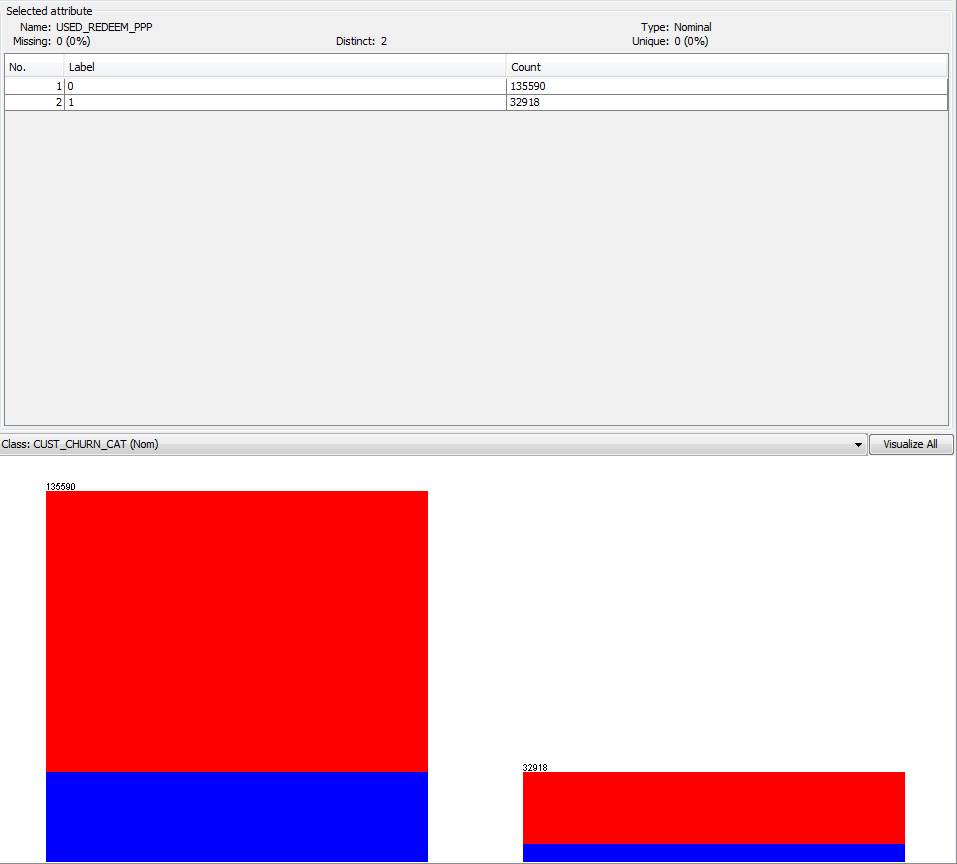 Selected attribute
Name: USED_REDEEM_PPP Type: Nominal
Missing: 0 (0%) Distinct: 2 Unique: 0 (0%)
No. Label Count
1 0 135590
2 1 32918
Class: CUST_CHURN_CAT (Nom) Visualize All
135590
32918